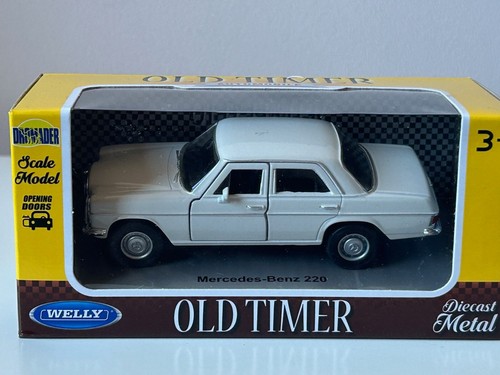 OLD TIMER
DROMADER
Scale
Model
OPENING
DOORS
3+
Mercedes-Benz 220
WELLY
OLD TIMER
Diecast
Metal